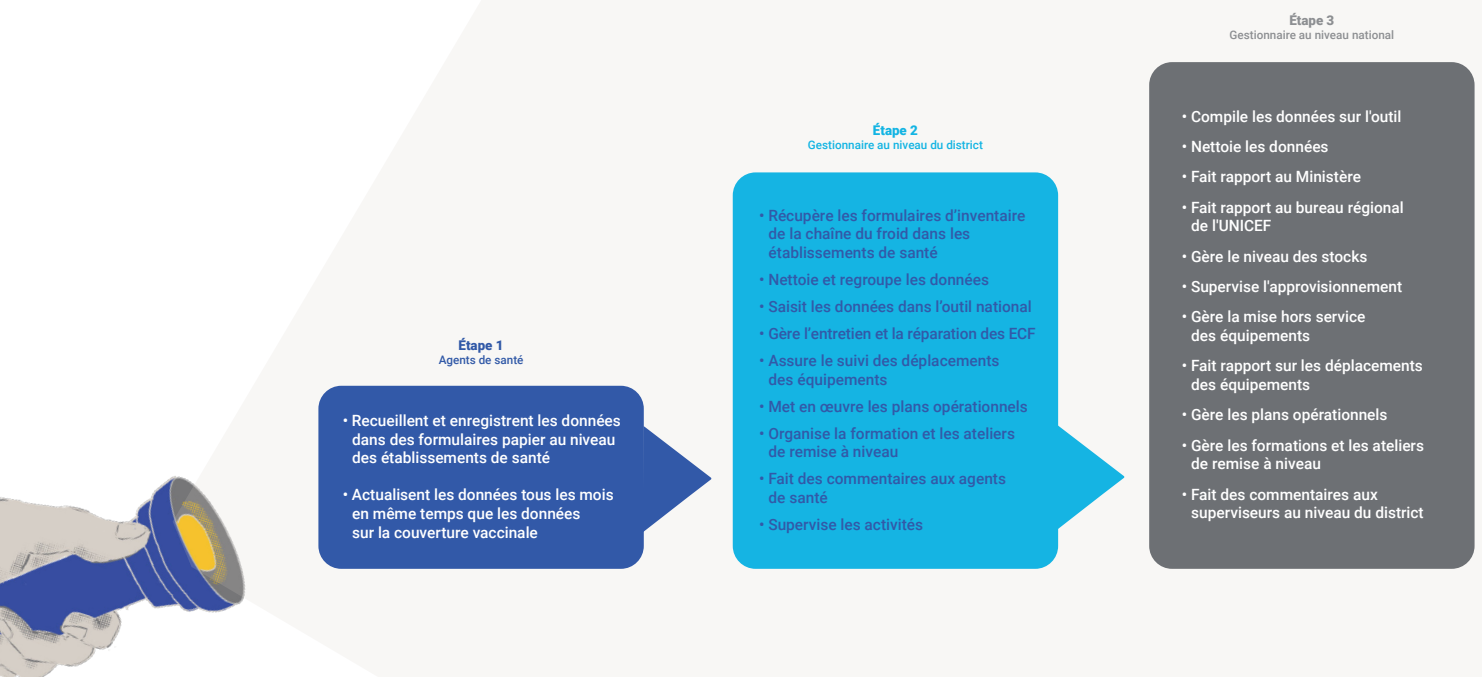 Étape 1
Agents de santé
• Recueillent et enregistrent les données
dans des formulaires papier au niveau
des établissements de santé
• Actualisent les données tous les mois
en même temps que les données
sur la couverture vaccinale
Étape 2
Gestionnaire au niveau du district
• Récupère les formulaires d’inventaire
de la chaîne du froid dans les
établissements de santé
• Nettoie et regroupe les données
• Saisit les données dans l’outil national
• Gère l’entretien et la réparation des ECF
• Assure le suivi des déplacements
des équipements
• Met en œuvre les plans opérationnels
• Organise la formation et les ateliers
de remise à niveau
• Fait des commentaires aux agents
de santé
• Supervise les activités
Étape 3
Gestionnaire au niveau national
• Compile les données sur l'outil
• Nettoie les données
• Fait rapport au Ministère
• Fait rapport au bureau régional
de l'UNICEF
• Gère le niveau des stocks
• Supervise l'approvisionnement
• Gère la mise hors service
des équipements
• Fait rapport sur les déplacements
des équipements
• Gère les plans opérationnels
• Gère les formations et les ateliers
de remise à niveau
• Fait des commentaires aux
superviseurs au niveau du district